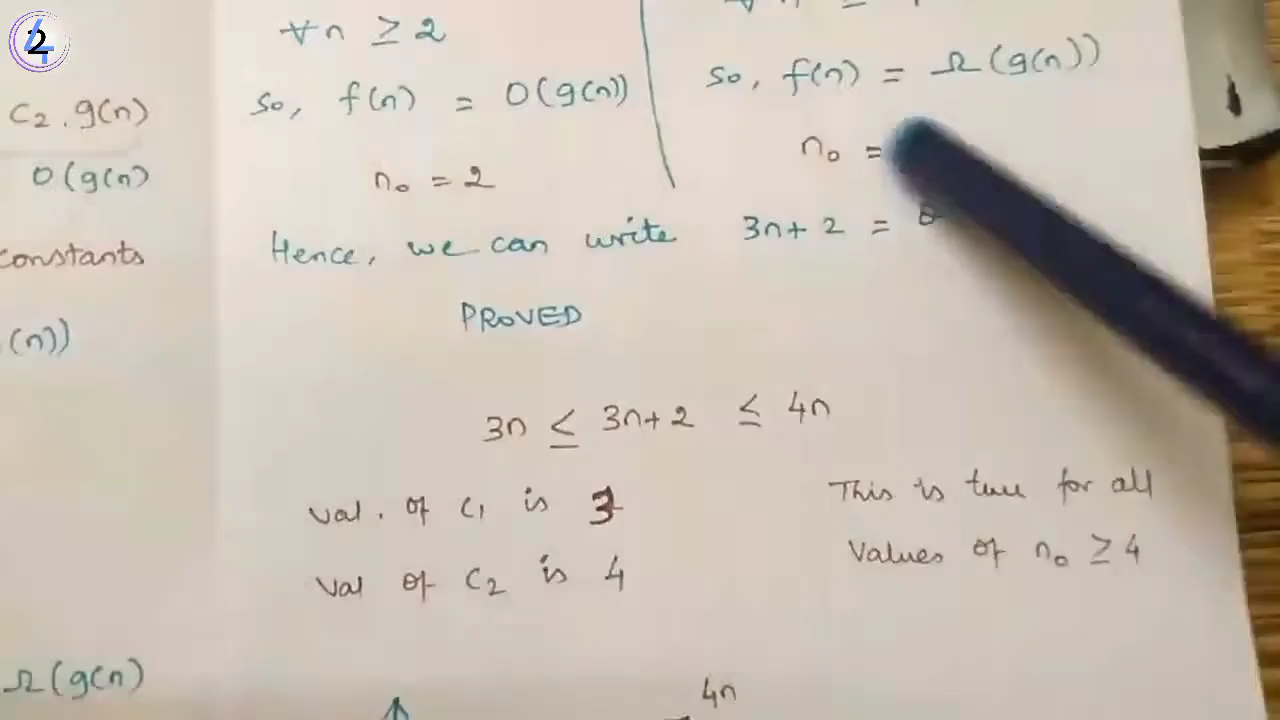 24
∀n ≥ 2
so, f(n) = O(g(n))
n₀ = 2
so, f(n) = Ω(g(n))
n₀ =
Hence, we can write 3n+2 =
PROVED
3n ≤ 3n+2 ≤ 4n
val. of C₁ is 3
val of C₂ is 4
This is true for all
values of n₀ ≥ 4
4n
C₂.g(n)
O(g(n)
constants
(n))
Ω(g(n)